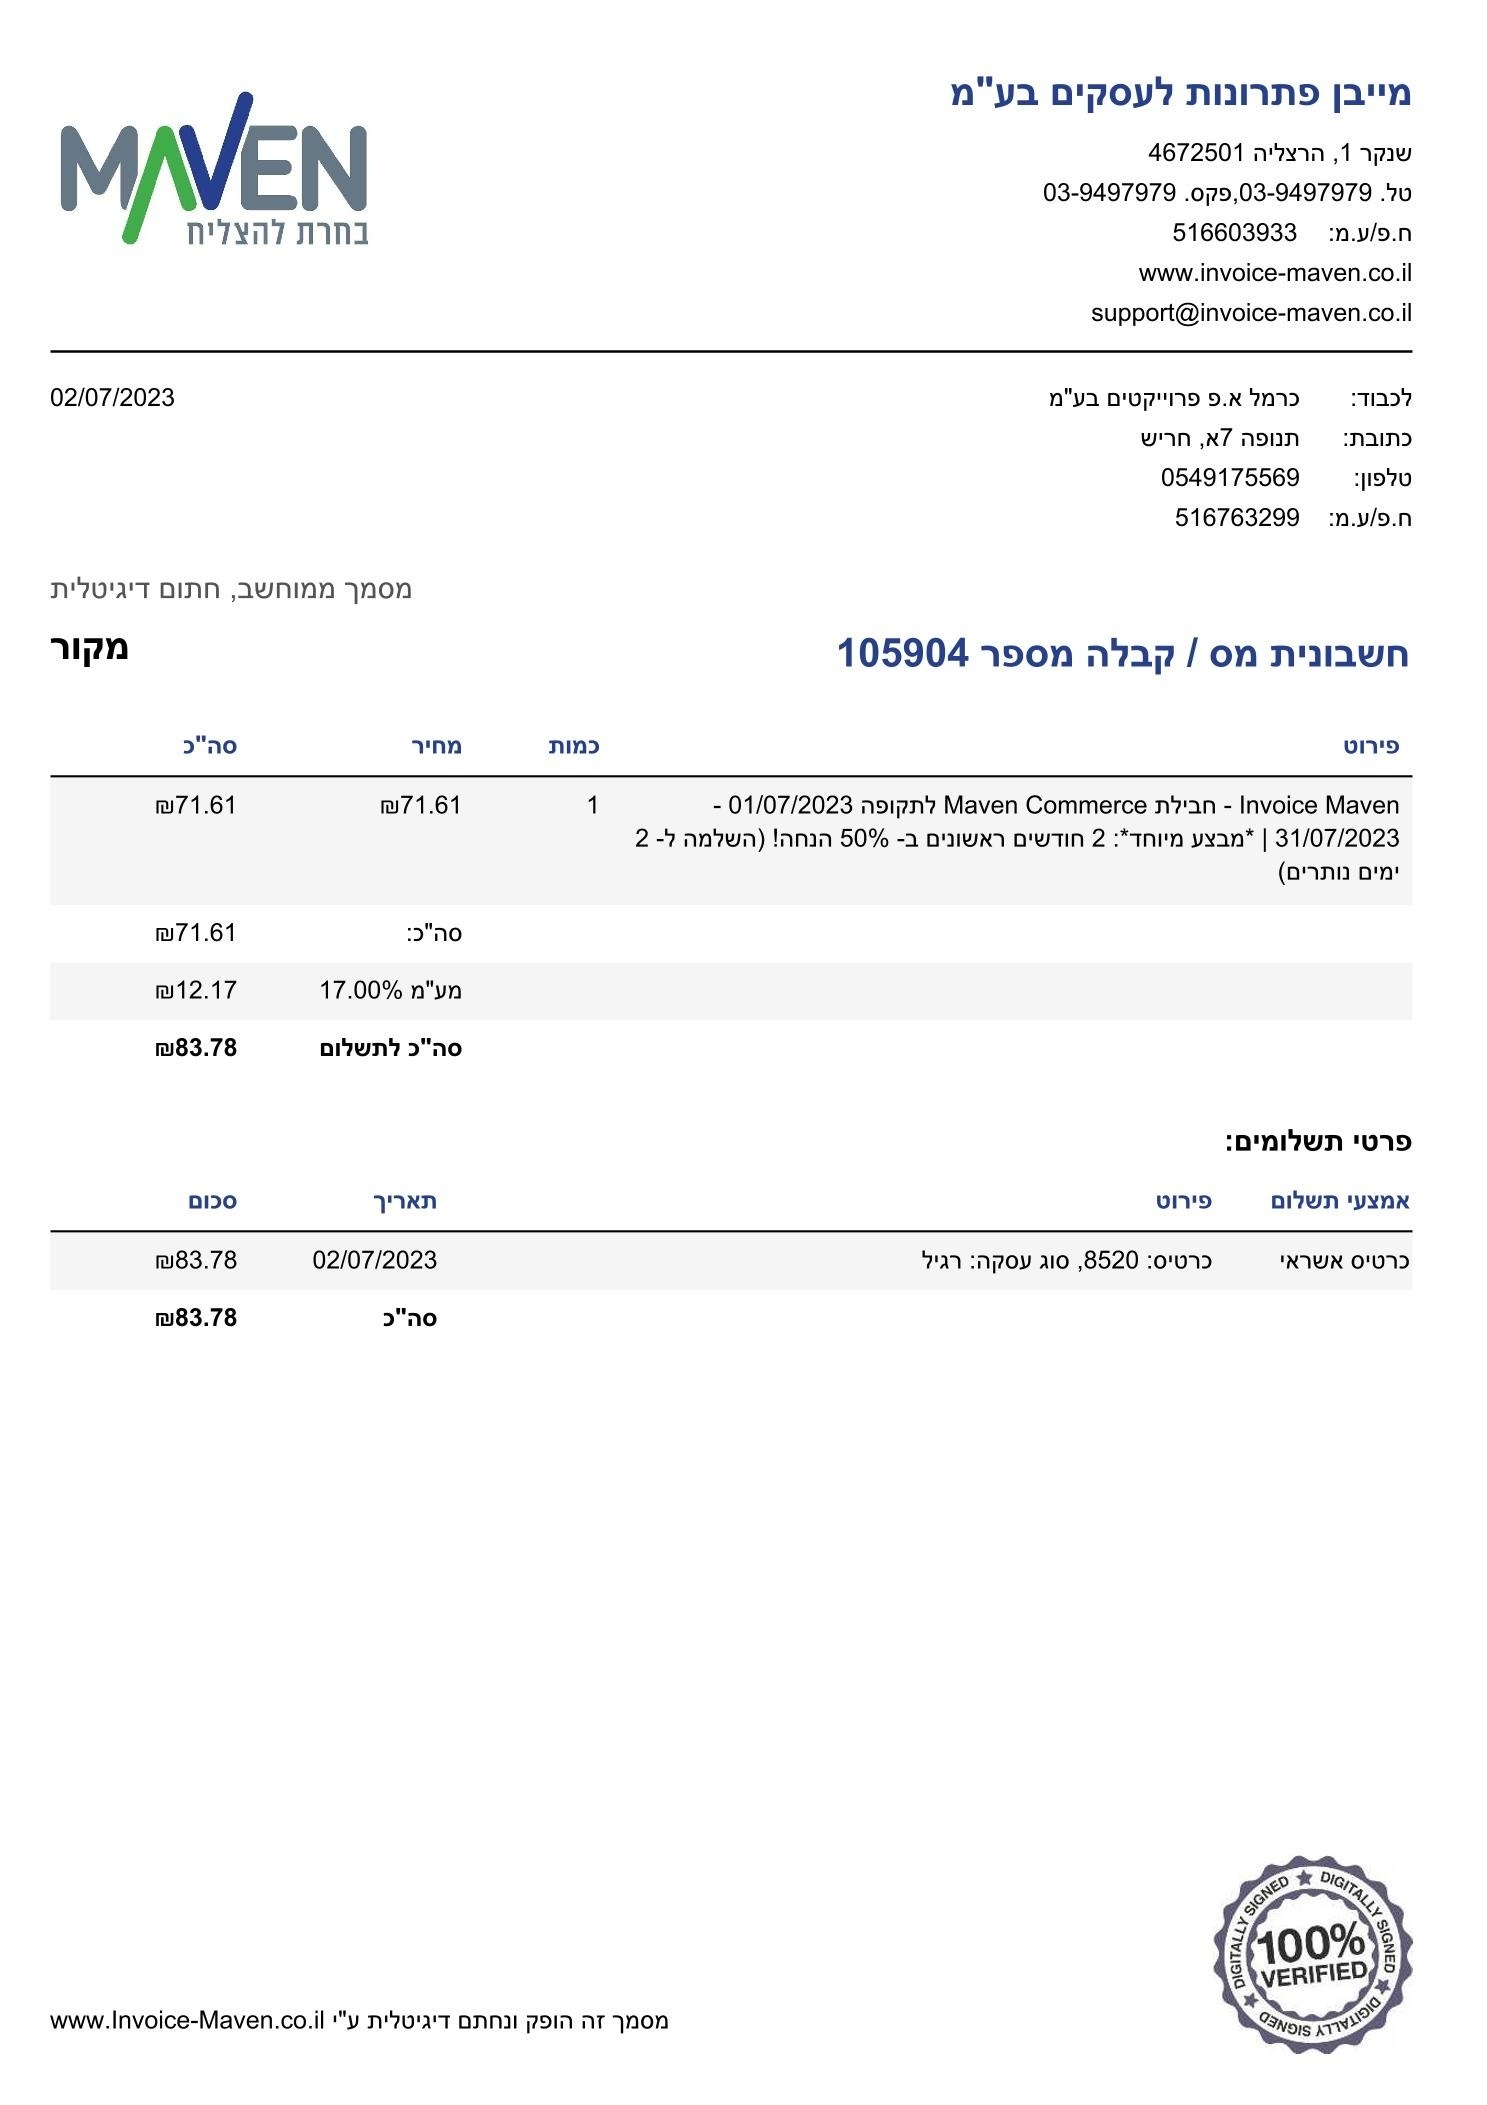 מייבן פתרונות לעסקים בע"מ
MAVEN
בחרת להצליח
שנקר 1, הרצליה 4672501
טל. 03-9497979,פקס. 03-9497979
ח.פ/ע.מ: 516603933
www.invoice-maven.co.il
support@invoice-maven.co.il
לכבוד: כרמל א.פ פרוייקטים בע"מ 02/07/2023
כתובת: תנופה 7א, חריש
טלפון: 0549175569
ח.פ/ע.מ: 516763299
מסמך ממוחשב, חתום דיגיטלית
חשבונית מס / קבלה מספר 105904 מקור
פירוט כמות מחיר סה"כ
Invoice Maven - חבילת Maven Commerce לתקופה 01/07/2023 - 1 ₪71.61 ₪71.61
31/07/2023 | *מבצע מיוחד*: 2 חודשים ראשונים ב- 50% הנחה! (השלמה ל- 2
ימים נותרים)
סה"כ: ₪71.61
מע"מ 17.00% ₪12.17
סה"כ לתשלום ₪83.78
פרטי תשלומים:
אמצעי תשלום פירוט תאריך סכום
כרטיס אשראי כרטיס: 8520, סוג עסקה: רגיל 02/07/2023 ₪83.78
סה"כ ₪83.78
DIGITALLY SIGNED ★ DIGITALLY SIGNED ★ DIGITALLY SIGNED ★
100%
VERIFIED
מסמך זה הופק ונחתם דיגיטלית ע"י www.Invoice-Maven.co.il